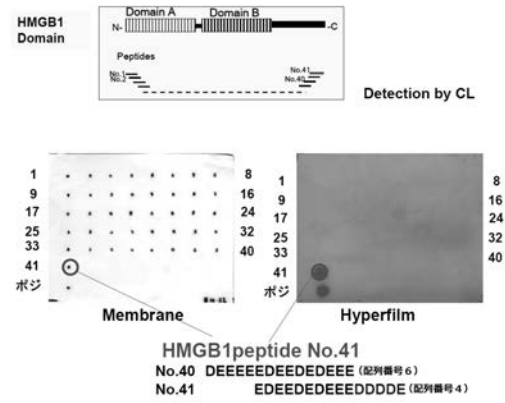 HMGB1
Domain
Domain A
Domain B
N-
-C
Peptides
No.1
No.2
No.41
No.40
Detection by CL
1
8
9
16
17
24
25
32
33
40
41
ポジ
1
8
9
16
17
24
25
32
33
40
41
ポジ
Membrane
Hyperfilm
HMGB1peptide No.41
No.40 DEEEEEDEEDEDEEE (配列番号6)
No.41 EDEEDEDEEEDDDDE (配列番号4)